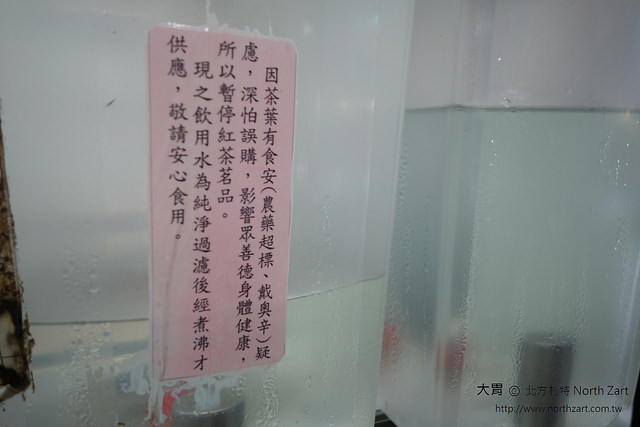 因茶葉有食安(農藥超標、戴奧辛)疑
慮，深怕誤購，影響眾善德身體健康，
所以暫停紅茶茗品。
現之飲用水為純淨過濾後經煮沸才
供應，敬請安心食用。
大胃 @ 北方札特 North Zart
http://www.northzart.com.tw